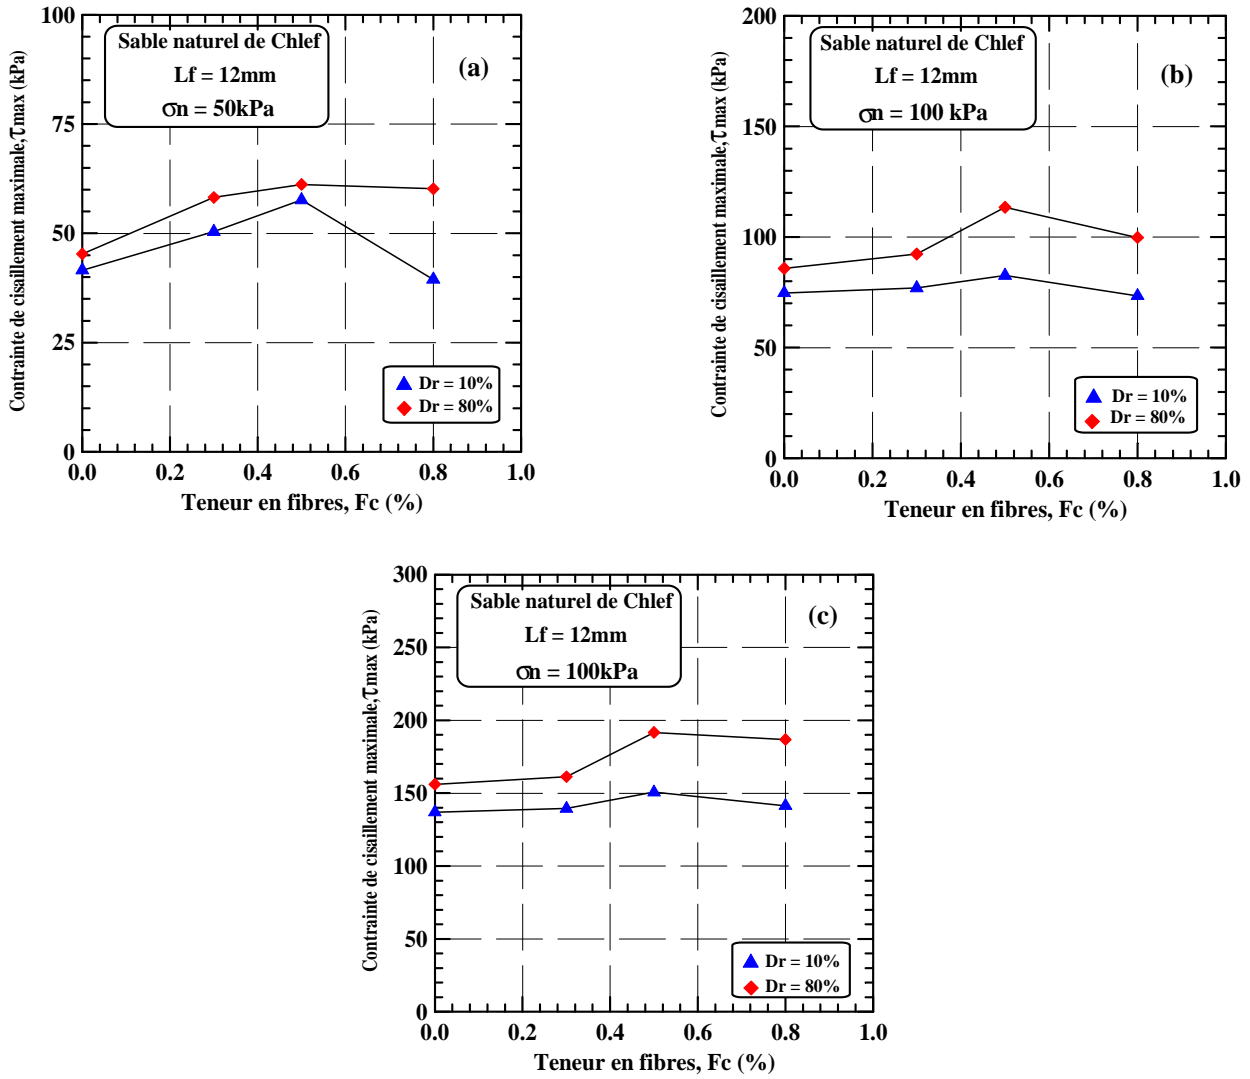 Sable naturel de Chlef
Lf = 12mm
σn = 50kPa
(a)
Contrainte de cisaillement maximale,τmax (kPa)
100
75
50
25
0
0.0 0.2 0.4 0.6 0.8 1.0
Teneur en fibres, Fc (%)
Dr = 10%
Dr = 80%
Sable naturel de Chlef
Lf = 12mm
σn = 100 kPa
(b)
Contrainte de cisaillement maximale,τmax (kPa)
200
150
100
50
0
0.0 0.2 0.4 0.6 0.8 1.0
Teneur en fibres, Fc (%)
Dr = 10%
Dr = 80%
Sable naturel de Chlef
Lf = 12mm
σn = 100kPa
(c)
Contrainte de cisaillement maximale,τmax (kPa)
300
250
200
150
100
50
0
0.0 0.2 0.4 0.6 0.8 1.0
Teneur en fibres, Fc (%)
Dr = 10%
Dr = 80%